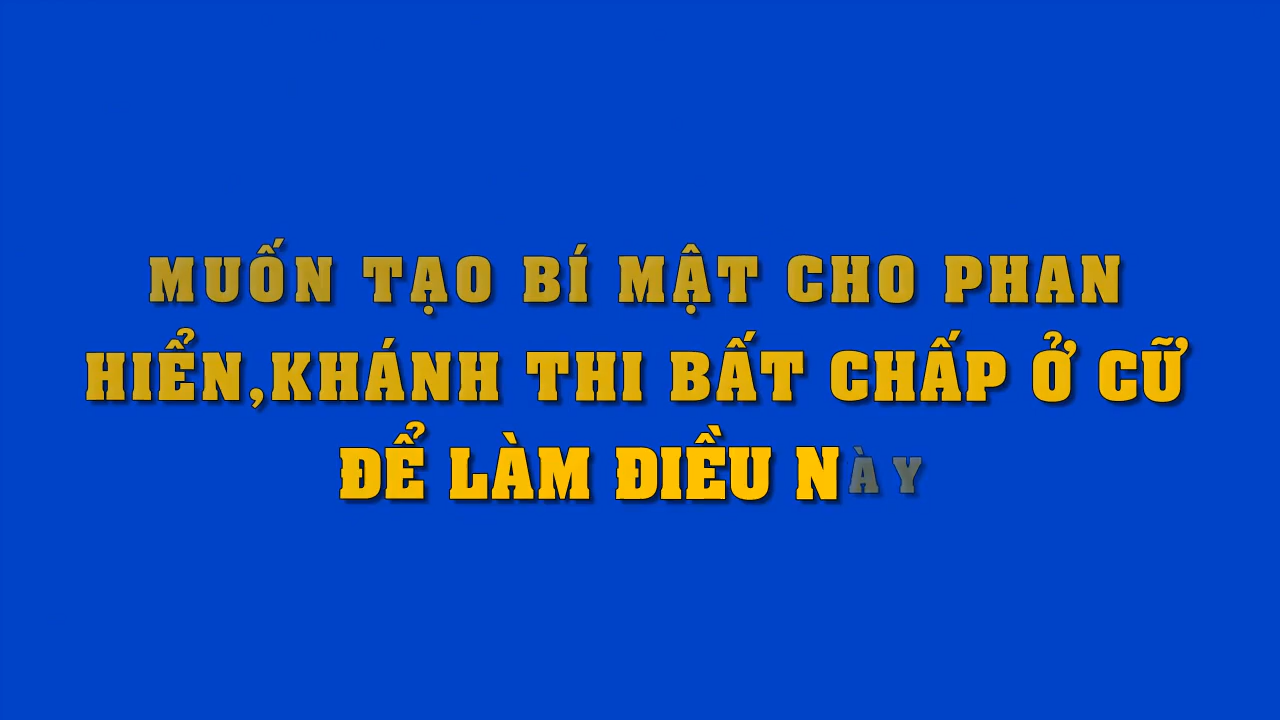 MUỐN TẠO BÍ MẬT CHO PHAN
HIỂN,KHÁNH THI BẤT CHẤP Ở CỮ
ĐỂ LÀM ĐIỀU NÀY